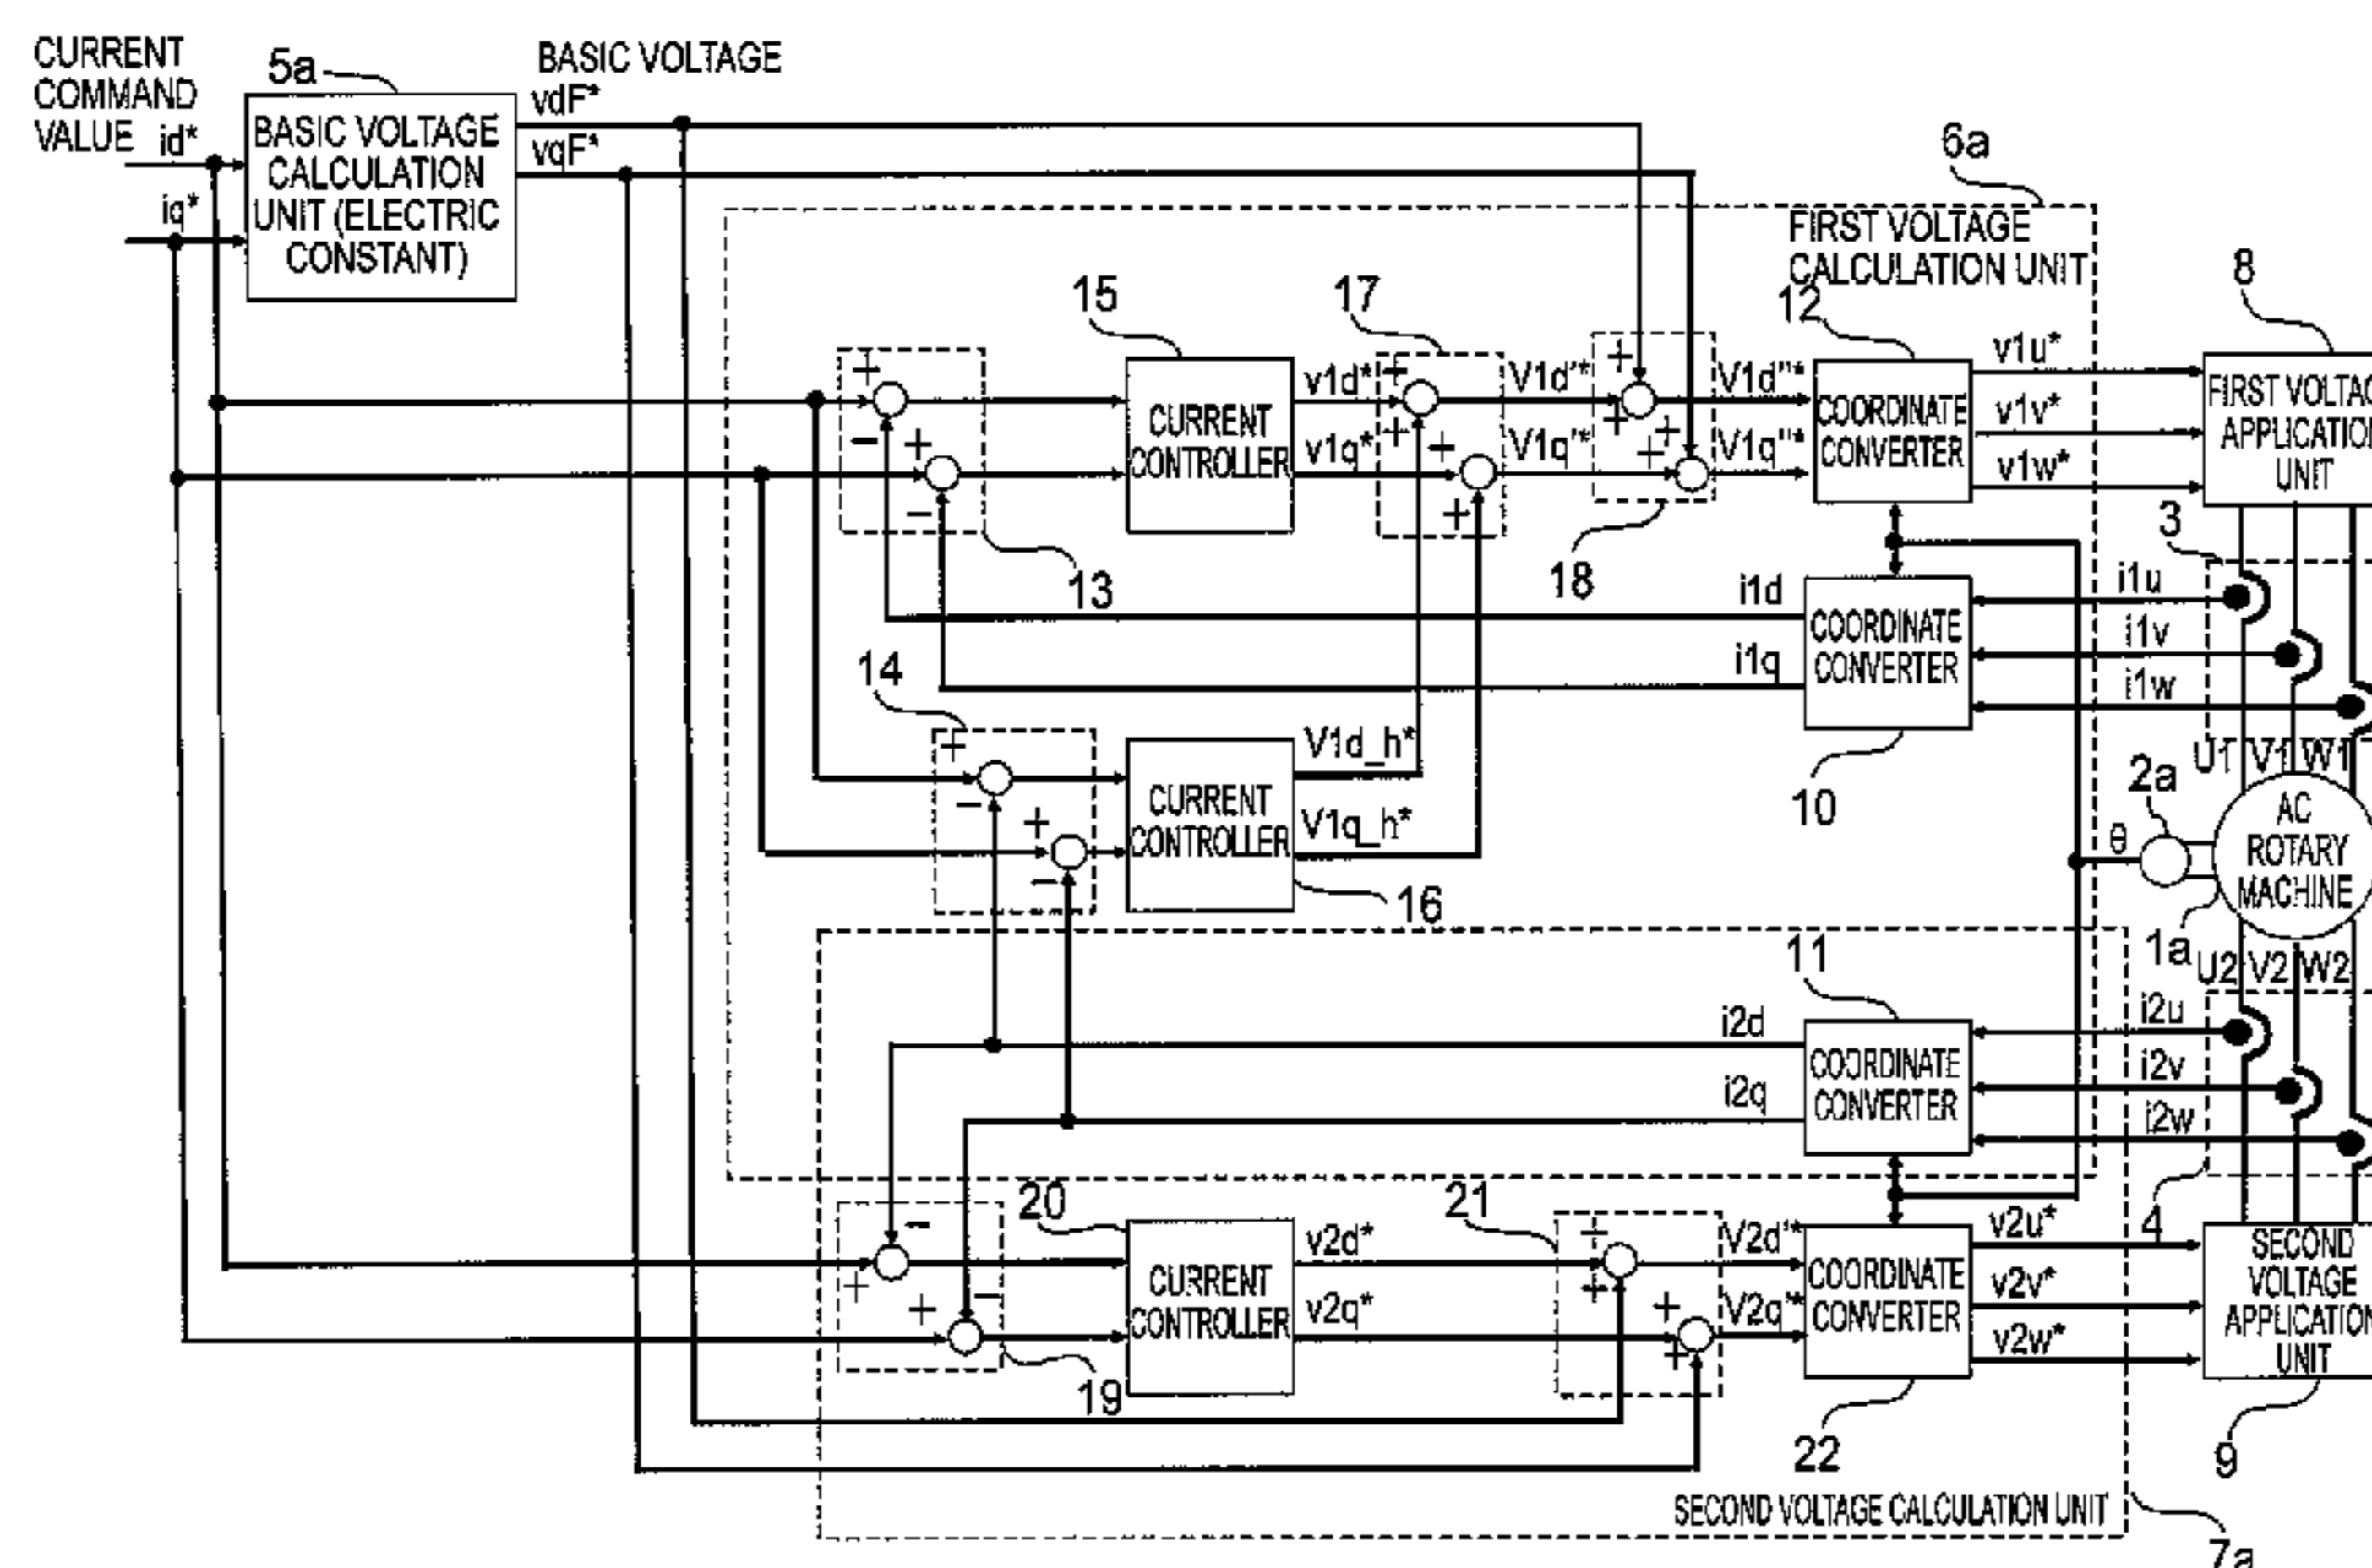 CURRENT
COMMAND
VALUE
id*
iq*
5a
BASIC VOLTAGE
CALCULATION
UNIT (ELECTRIC
CONSTANT)
BASIC VOLTAGE
vdF*
vqF*
6a
FIRST VOLTAGE
CALCULATION UNIT
15
17
12
8
+
-
+
-
13
CURRENT
CONTROLLER
v1d*
v1q*
+
+
+
+
V1d'*
V1q'*
+
+
+
+
18
V1d"*
V1q"*
COORDINATE
CONVERTER
v1u*
v1v*
v1w*
FIRST VOLTAG
APPLICATION
UNIT
3
i1d
i1q
COORDINATE
CONVERTER
10
i1u
i1v
i1w
14
+
-
+
-
CURRENT
CONTROLLER
16
V1d_h*
V1q_h*
U1 V1 W1
2a
θ
AC
ROTARY
MACHINE
1a
U2 V2 W2
11
i2d
i2q
COORDINATE
CONVERTER
i2u
i2v
i2w
4
20
21
-
+
+
-
19
CURRENT
CONTROLLER
v2d*
v2q*
+
+
+
+
V2d'*
V2q'*
COORDINATE
CONVERTER
22
v2u*
v2v*
v2w*
SECOND
VOLTAGE
APPLICATION
UNIT
9
SECOND VOLTAGE CALCULATION UNIT
7a